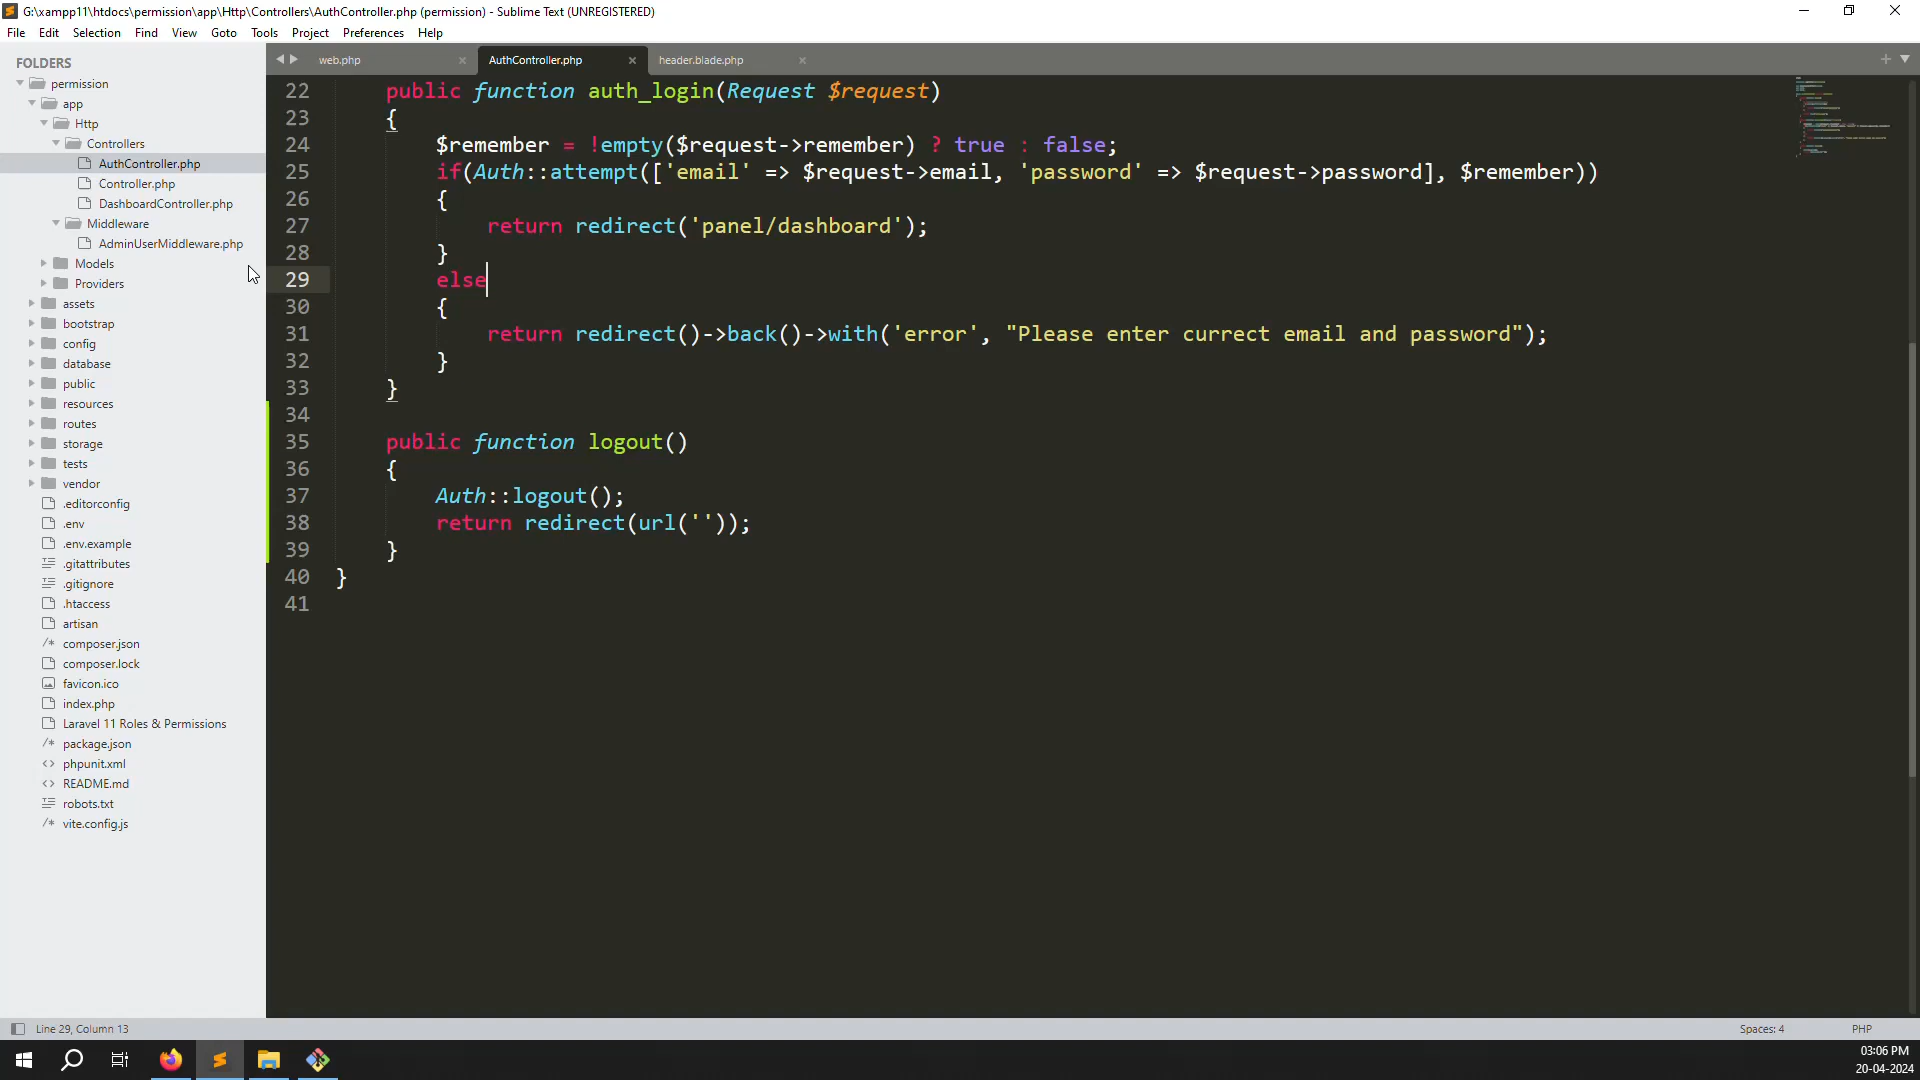 G:\xampp11\htdocs\permission\app\Http\Controllers\AuthController.php (permission) - Sublime Text (UNREGISTERED)
File Edit Selection Find View Goto Tools Project Preferences Help
FOLDERS
permission
app
Http
Controllers
AuthController.php
Controller.php
DashboardController.php
Middleware
AdminUserMiddleware.php
Models
Providers
assets
bootstrap
config
database
public
resources
routes
storage
tests
vendor
.editorconfig
.env
.env.example
.gitattributes
.gitignore
.htaccess
artisan
composer.json
composer.lock
favicon.ico
index.php
Laravel 11 Roles & Permissions
package.json
phpunit.xml
README.md
robots.txt
vite.config.js
web.php AuthController.php header.blade.php
22 public function auth_login(Request $request)
23 {
24 $remember = !empty($request->remember) ? true : false;
25 if(Auth::attempt(['email' => $request->email, 'password' => $request->password], $remember))
26 {
27 return redirect('panel/dashboard');
28 }
29 else
30 {
31 return redirect()->back()->with('error', "Please enter currect email and password");
32 }
33 }
34
35 public function logout()
36 {
37 Auth::logout();
38 return redirect(url(''));
39 }
40 }
41
Line 29, Column 13 Spaces: 4 PHP
03:06 PM
20-04-2024